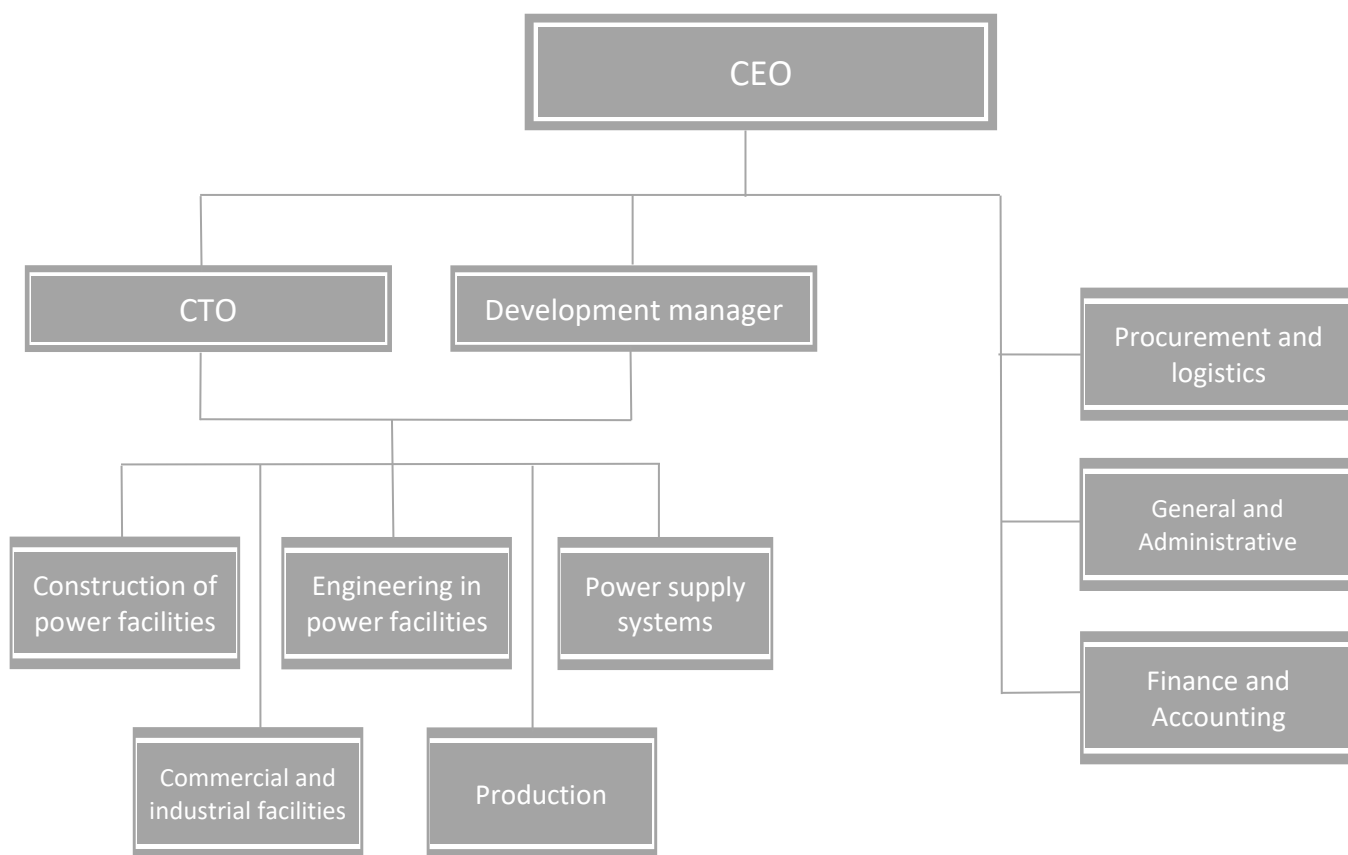 CEO
CTO
Development manager
Procurement and
logistics
General and
Administrative
Construction of
power facilities
Engineering in
power facilities
Power supply
systems
Finance and
Accounting
Commercial and
industrial facilities
Production